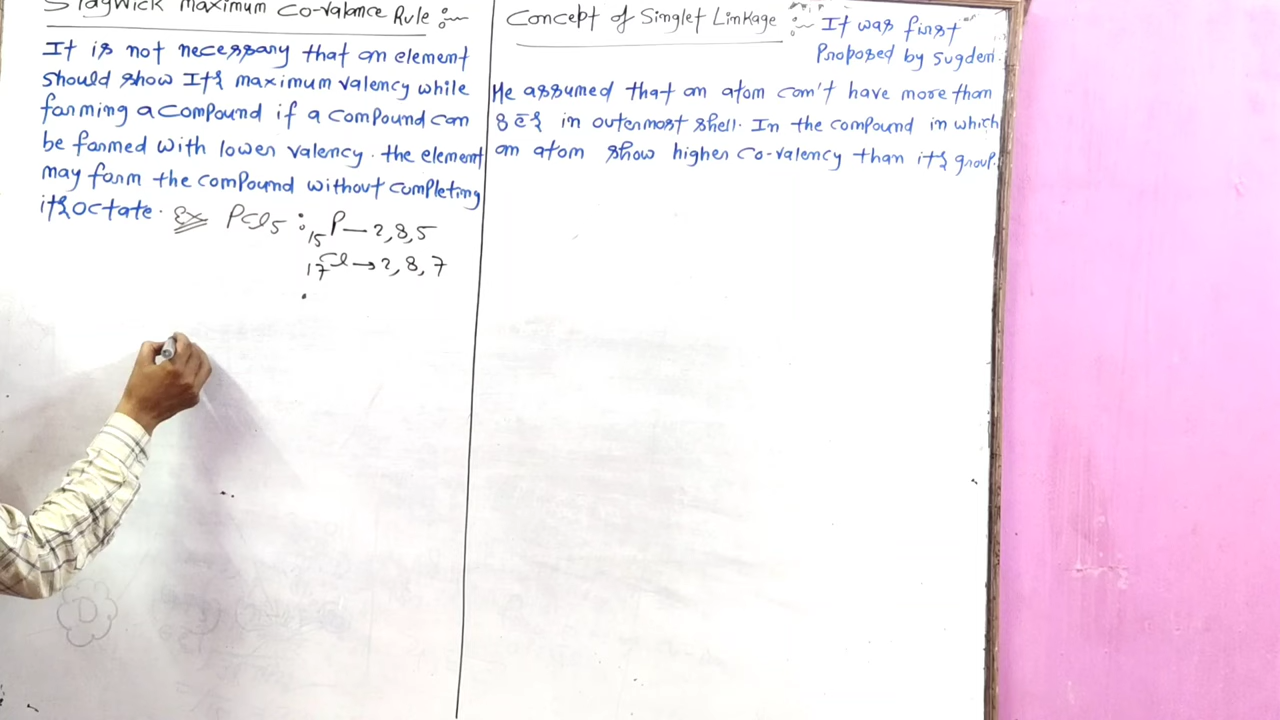 Sidgwick Maximum Co-valance Rule :~
It is not necessary that an element
should show Its maximum valency while
forming a compound if a compound can
be formed with lower valency. the element
may form the compound without completing
its octate. Ex PCl5 : 15P — 2,8,5
17Cl → 2, 8, 7
Concept of Singlet Linkage :~ It was first
Proposed by Sugden.
He assumed that an atom can't have more than
8 ēs in outermost shell. In the compound in which
an atom show higher co-valency than its group.
D